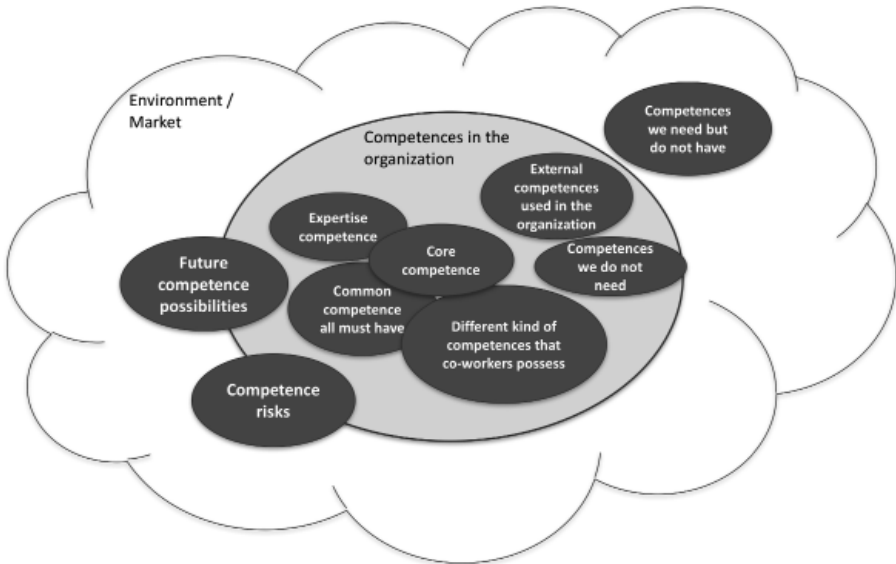 Environment /
Market
Competences
we need but
do not have
Competences in the
organization
External
competences
used in the
organization
Expertise
competence
Core
competence
Competences
we do not
need
Future
competence
possibilities
Common
competence
all must have
Different kind of
competences that
co-workers possess
Competence
risks